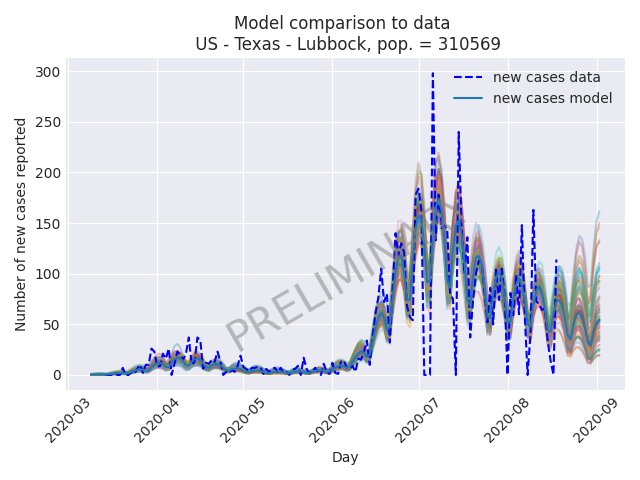 Model comparison to data
US - Texas - Lubbock, pop. = 310569
300
250
200
150
100
50
0
Number of new cases reported
new cases data
new cases model
PRELIMINARY
2020-03
2020-04
2020-05
2020-06
2020-07
2020-08
2020-09
Day